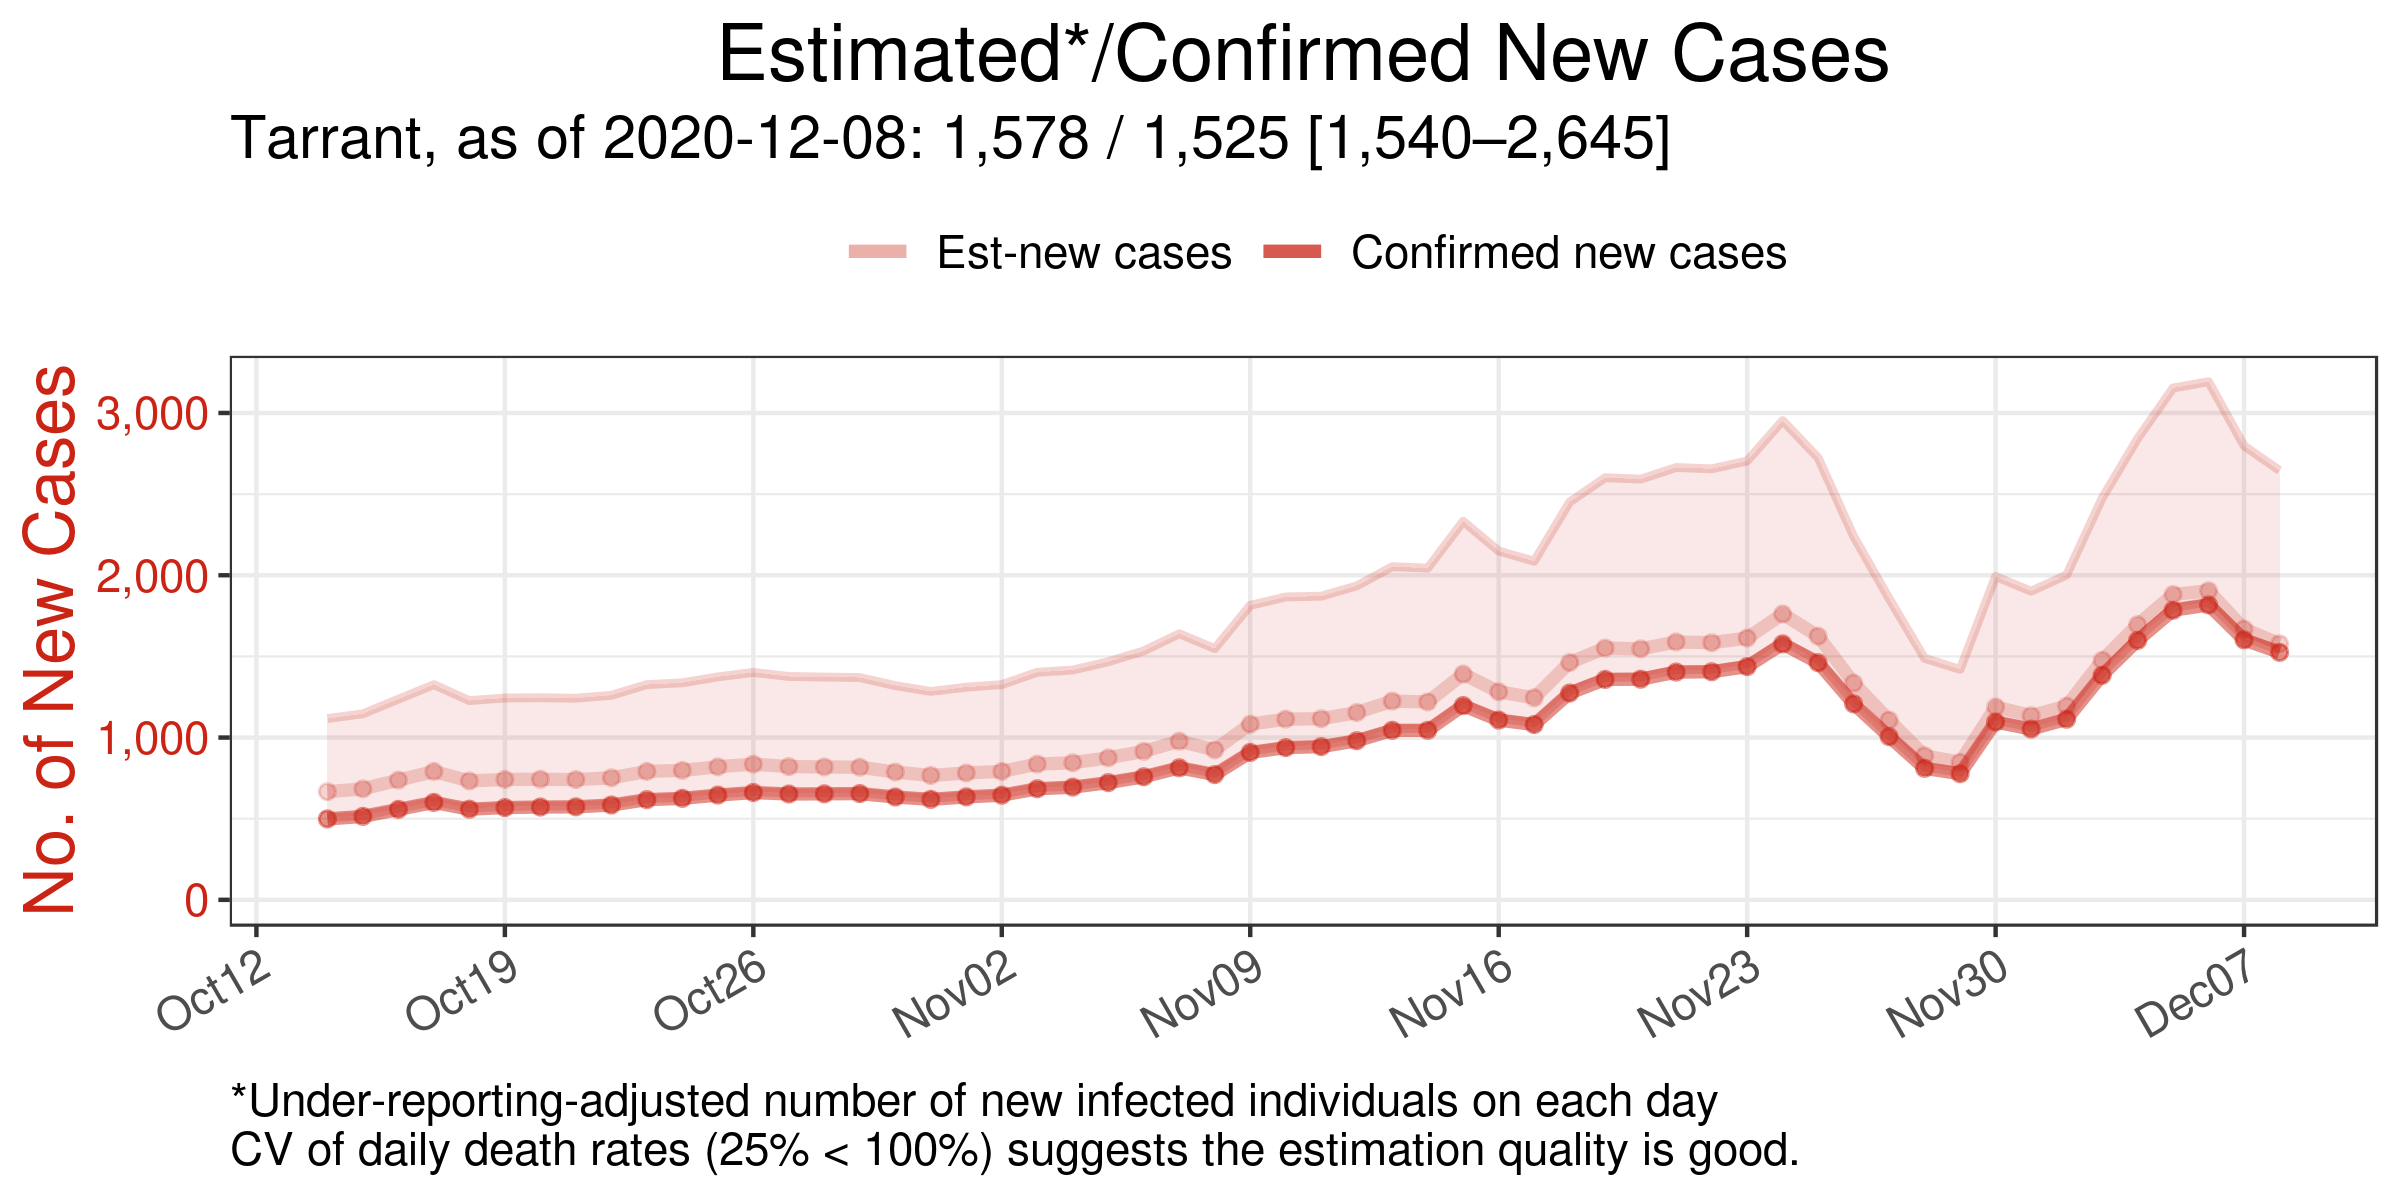 Estimated*/Confirmed New Cases
Tarrant, as of 2020-12-08: 1,578 / 1,525 [1,540–2,645]
Est-new cases
Confirmed new cases
No. of New Cases
3,000
2,000
1,000
0
Oct12
Oct19
Oct26
Nov02
Nov09
Nov16
Nov23
Nov30
Dec07
*Under-reporting-adjusted number of new infected individuals on each day
CV of daily death rates (25% < 100%) suggests the estimation quality is good.